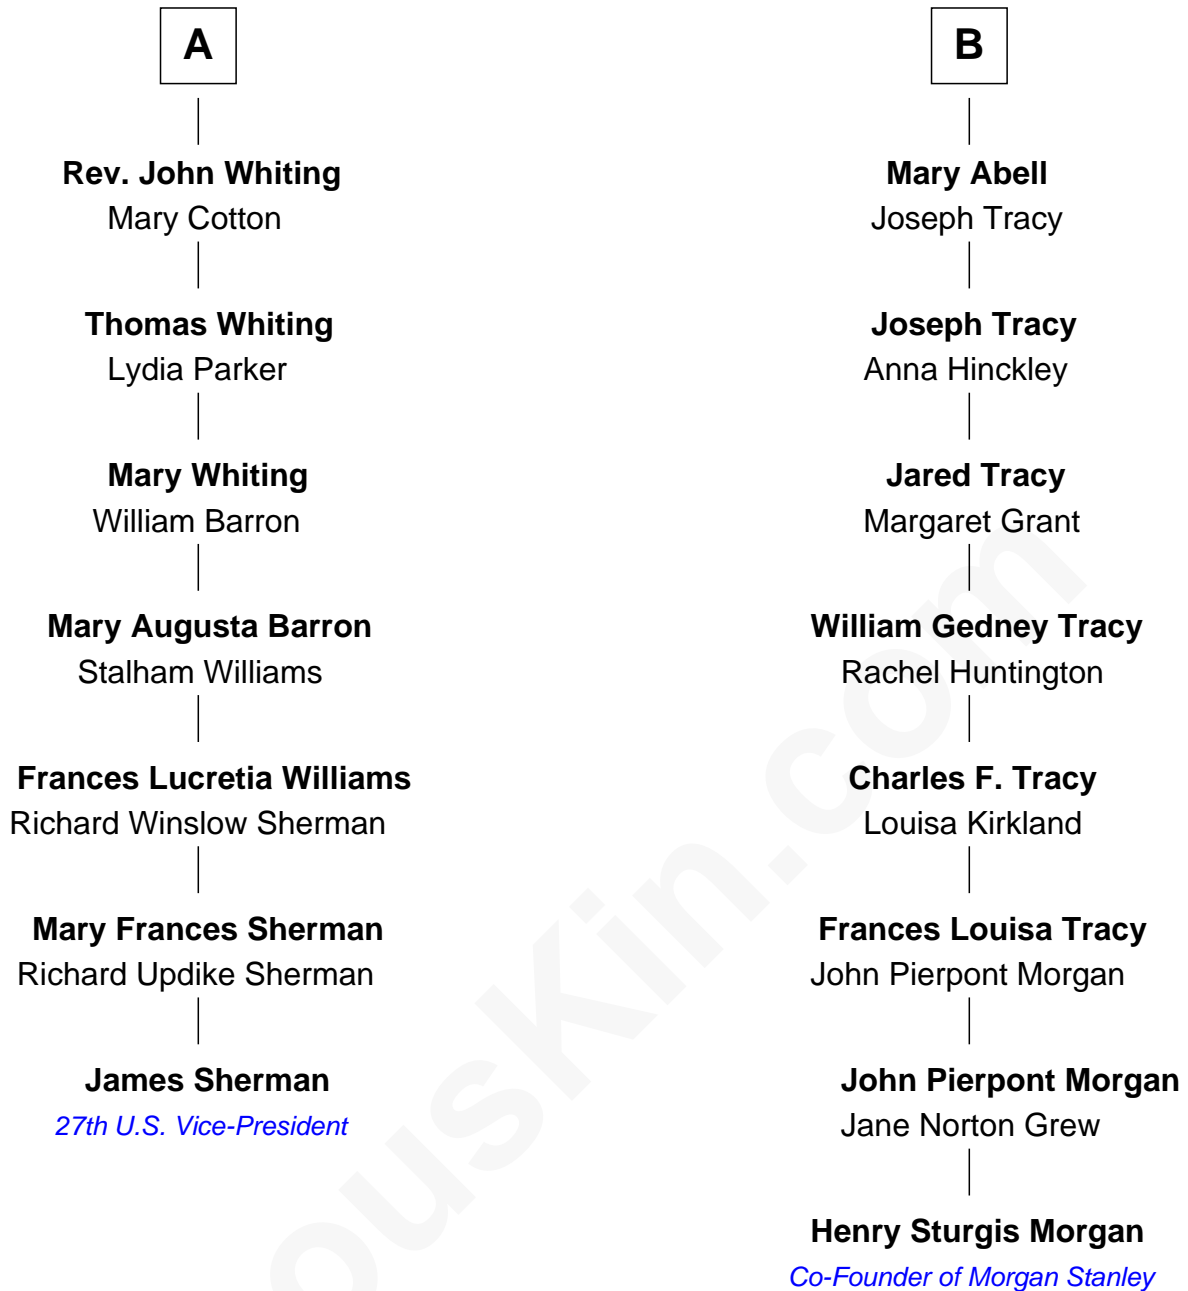 A
Rev. John Whiting
Mary Cotton
Thomas Whiting
Lydia Parker
Mary Whiting
William Barron
Mary Augusta Barron
Stalham Williams
Frances Lucretia Williams
Richard Winslow Sherman
Mary Frances Sherman
Richard Updike Sherman
James Sherman
27th U.S. Vice-President
B
Mary Abell
Joseph Tracy
Joseph Tracy
Anna Hinckley
Jared Tracy
Margaret Grant
William Gedney Tracy
Rachel Huntington
Charles F. Tracy
Louisa Kirkland
Frances Louisa Tracy
John Pierpont Morgan
John Pierpont Morgan
Jane Norton Grew
Henry Sturgis Morgan
Co-Founder of Morgan Stanley
ouskin.com